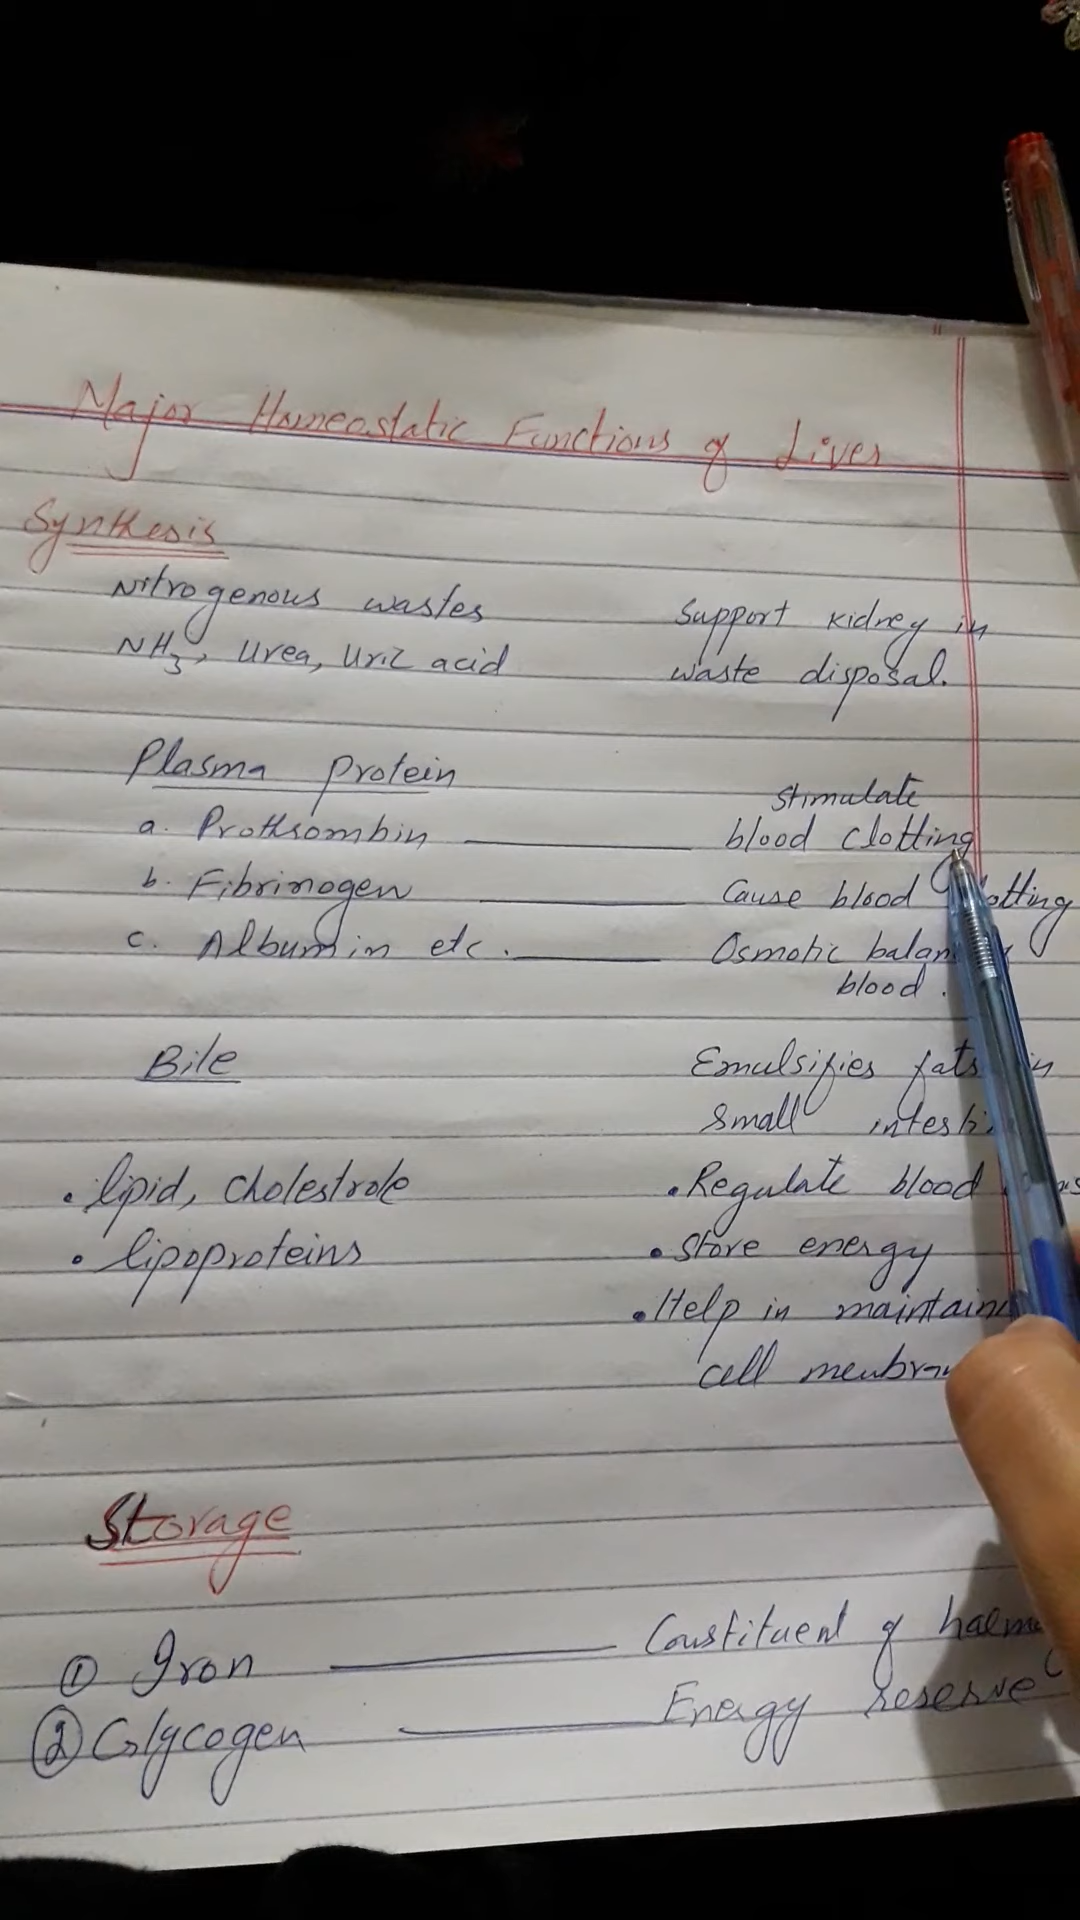 Major Homeostatic Functions of Liver
Synthesis
Nitrogenous wastes Support kidney in
NH3, Urea, Uric acid waste disposal.
Plasma protein
stimulate
a. Prothrombin blood clotting
b. Fibrinogen Cause blood
c. Albumin etc. Osmotic
blood.
Bile Emulsifies fats in
small
• lipid, cholestrole • Regulate blood
• lipoproteins • Store energy
• Help in
cell
Storage
① Iron Constituent of
② Glycogen Energy reserve